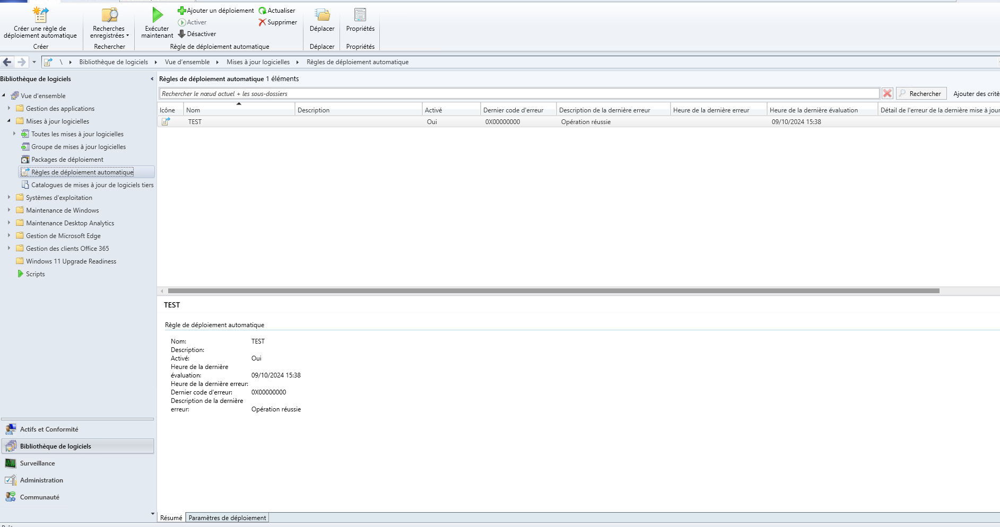 Créer une règle de
déploiement automatique
Créer
Recherches
enregistrées
Rechercher
Exécuter
maintenant
Ajouter un déploiement
Activer
Désactiver
Actualiser
Supprimer
Règle de déploiement automatique
Déplacer
Déplacer
Propriétés
Propriétés
\ Bibliothèque de logiciels Vue d'ensemble Mises à jour logicielles Règles de déploiement automatique
Bibliothèque de logiciels
Vue d'ensemble
Gestion des applications
Mises à jour logicielles
Toutes les mises à jour logicielles
Groupe de mises à jour logicielles
Packages de déploiement
Règles de déploiement automatique
Catalogues de mises à jour de logiciels tiers
Systèmes d'exploitation
Maintenance de Windows
Maintenance Desktop Analytics
Gestion de Microsoft Edge
Gestion des clients Office 365
Windows 11 Upgrade Readiness
Scripts
Actifs et Conformité
Bibliothèque de logiciels
Surveillance
Administration
Communauté
Règles de déploiement automatique 1 éléments
Rechercher le nœud actuel + les sous-dossiers
Rechercher
Ajouter des critè
Icône Nom Description Activé Dernier code d'erreur Description de la dernière erreur Heure de la dernière erreur Heure de la dernière évaluation Détail de l'erreur de la dernière mise à jour
TEST Oui 0X00000000 Opération réussie 09/10/2024 15:38
TEST
Règle de déploiement automatique
Nom: TEST
Description:
Activé: Oui
Heure de la dernière
évaluation: 09/10/2024 15:38
Heure de la dernière erreur:
Dernier code d'erreur: 0X00000000
Description de la dernière
erreur: Opération réussie
Résumé Paramètres de déploiement